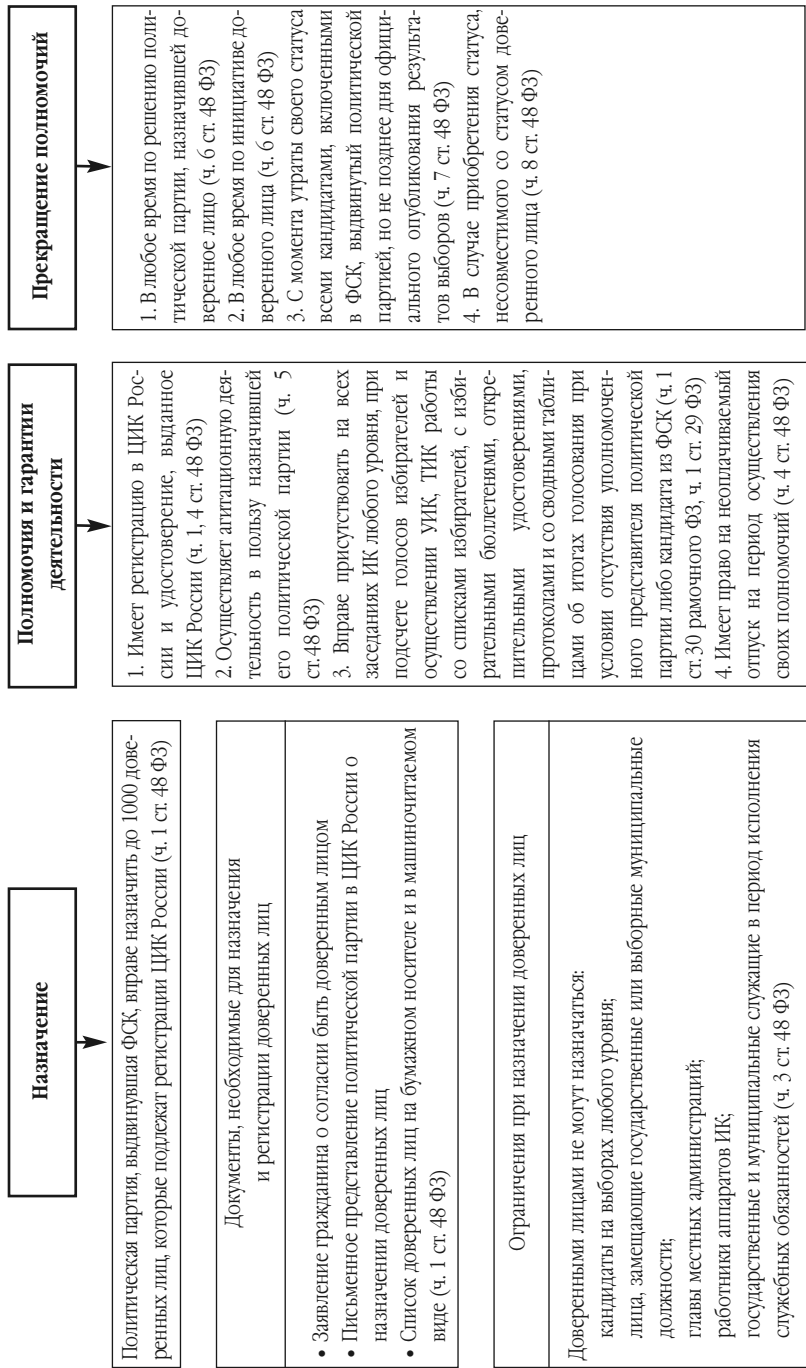 Назначение
Политическая партия, выдвинувшая ФСК, вправе назначить до 1000 дове-
ренных лиц, которые подлежат регистрации ЦИК России (ч. 1 ст. 48 ФЗ)
Документы, необходимые для назначения
и регистрации доверенных лиц
• Заявление гражданина о согласии быть доверенным лицом
• Письменное представление политической партии в ЦИК России о
назначении доверенных лиц
• Список доверенных лиц на бумажном носителе и в машиночитаемом
виде (ч. 1 ст. 48 ФЗ)
Ограничения при назначении доверенных лиц
Доверенными лицами не могут назначаться:
кандидаты на выборах любого уровня;
лица, замещающие государственные или выборные муниципальные
должности;
главы местных администраций;
работники аппаратов ИК;
государственные и муниципальные служащие в период исполнения
служебных обязанностей (ч. 3 ст. 48 ФЗ)
Полномочия и гарантии
деятельности
1. Имеет регистрацию в ЦИК Рос-
сии и удостоверение, выданное
ЦИК России (ч. 1, 4 ст. 48 ФЗ)
2. Осуществляет агитационную дея-
тельность в пользу назначившей
его политической партии (ч. 5
ст. 48 ФЗ)
3. Вправе присутствовать на всех
заседаниях ИК любого уровня, при
подсчете голосов избирателей и
осуществлении УИК, ТИК работы
со списками избирателей, с изби-
рательными бюллетенями, откре-
пительными удостоверениями,
протоколами и со сводными табли-
цами об итогах голосования при
условии отсутствия уполномочен-
ного представителя политической
партии либо кандидата из ФСК (ч. 1
ст. 30 рамочного ФЗ, ч. 1 ст. 29 ФЗ)
4. Имеет право на неоплачиваемый
отпуск на период осуществления
своих полномочий (ч. 4 ст. 48 ФЗ)
Прекращение полномочий
1. В любое время по решению поли-
тической партии, назначившей до-
веренное лицо (ч. 6 ст. 48 ФЗ)
2. В любое время по инициативе до-
веренного лица (ч. 6 ст. 48 ФЗ)
3. С момента утраты своего статуса
всеми кандидатами, включенными
в ФСК, выдвинутый политической
партией, но не позднее дня офици-
ального опубликования результа-
тов выборов (ч. 7 ст. 48 ФЗ)
4. В случае приобретения статуса,
несовместимого со статусом дове-
ренного лица (ч. 8 ст. 48 ФЗ)